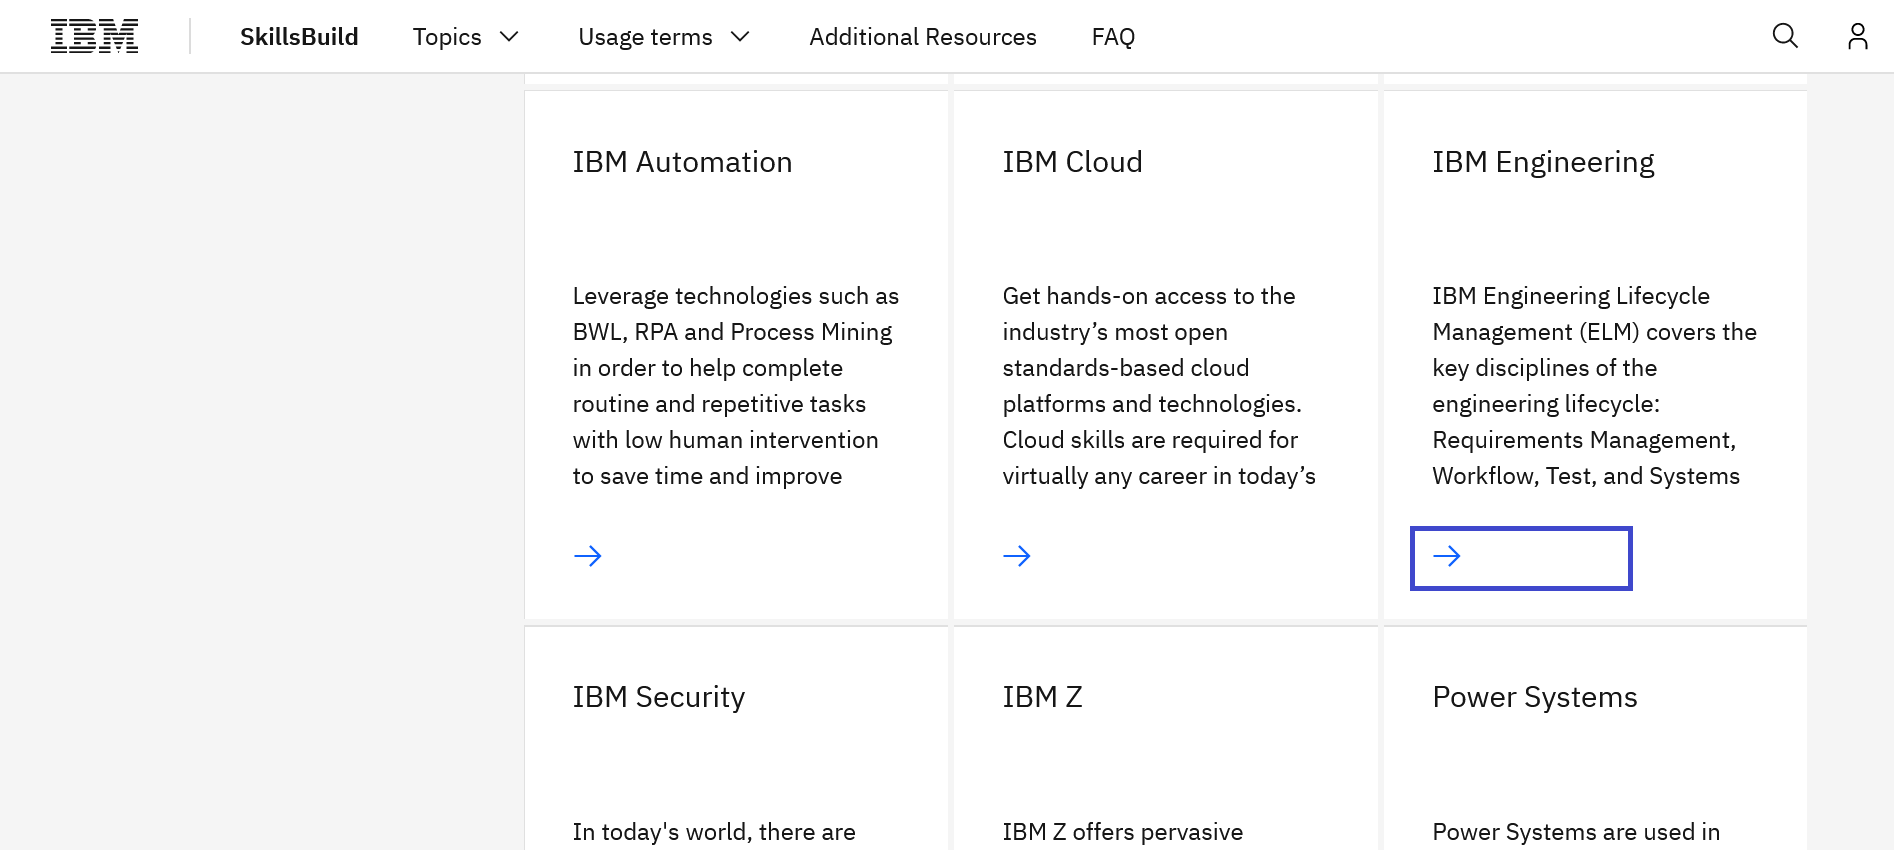 IBM SkillsBuild Topics Usage terms Additional Resources FAQ
IBM Automation
Leverage technologies such as
BWL, RPA and Process Mining
in order to help complete
routine and repetitive tasks
with low human intervention
to save time and improve
IBM Cloud
Get hands-on access to the
industry’s most open
standards-based cloud
platforms and technologies.
Cloud skills are required for
virtually any career in today’s
IBM Engineering
IBM Engineering Lifecycle
Management (ELM) covers the
key disciplines of the
engineering lifecycle:
Requirements Management,
Workflow, Test, and Systems
IBM Security
In today's world, there are
IBM Z
IBM Z offers pervasive
Power Systems
Power Systems are used in